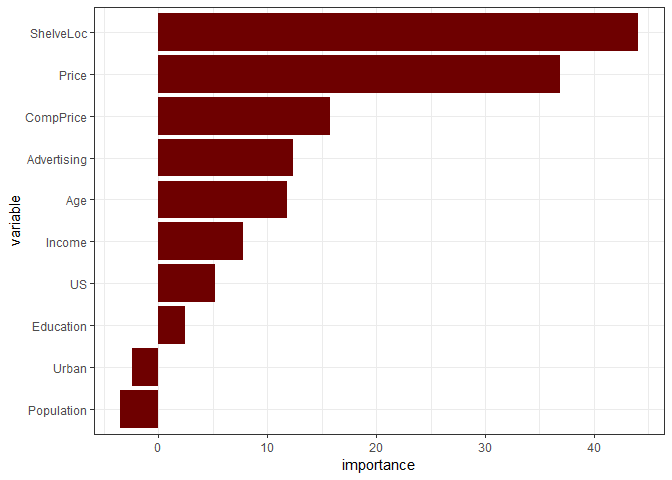 ShelveLoc
Price
CompPrice
Advertising
Age
Income
US
Education
Urban
Population
variable
0 10 20 30 40
importance